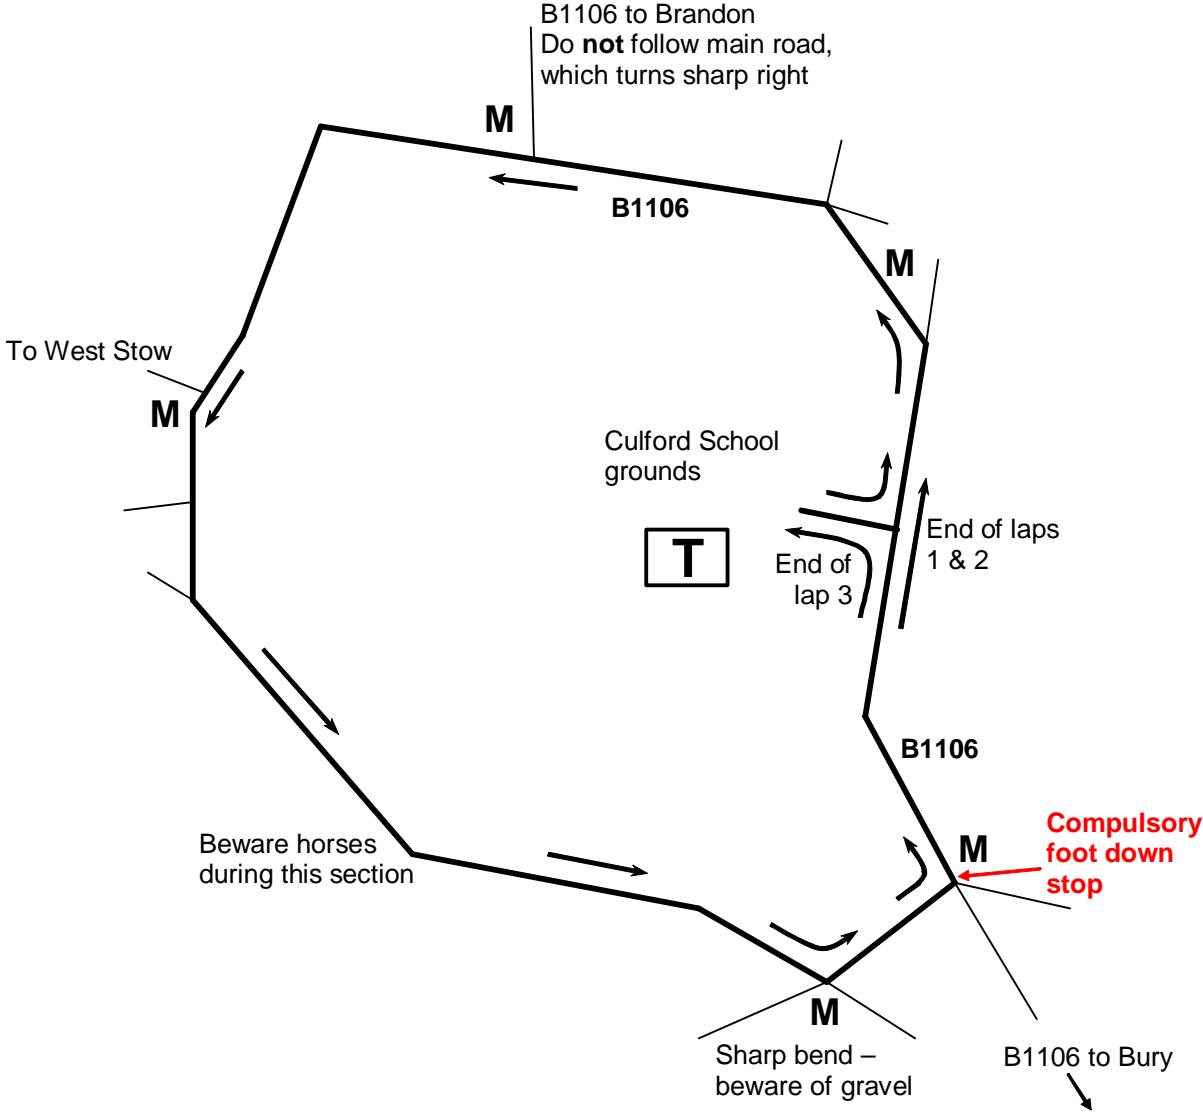 B1106 to Brandon
Do not follow main road,
which turns sharp right
M
B1106
M
To West Stow
M
Culford School
grounds
T
End of laps
1 & 2
End of
lap 3
B1106
Compulsory
foot down
stop
M
Beware horses
during this section
M
Sharp bend –
beware of gravel
B1106 to Bury